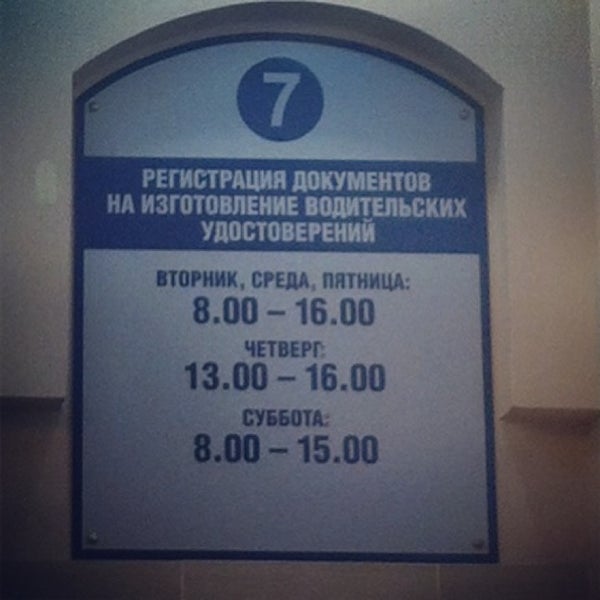 7
РЕГИСТРАЦИЯ ДОКУМЕНТОВ
НА ИЗГОТОВЛЕНИЕ ВОДИТЕЛЬСКИХ
УДОСТОВЕРЕНИЙ
ВТОРНИК, СРЕДА, ПЯТНИЦА:
8.00 – 16.00
ЧЕТВЕРГ:
13.00 – 16.00
СУББОТА:
8.00 – 15.00